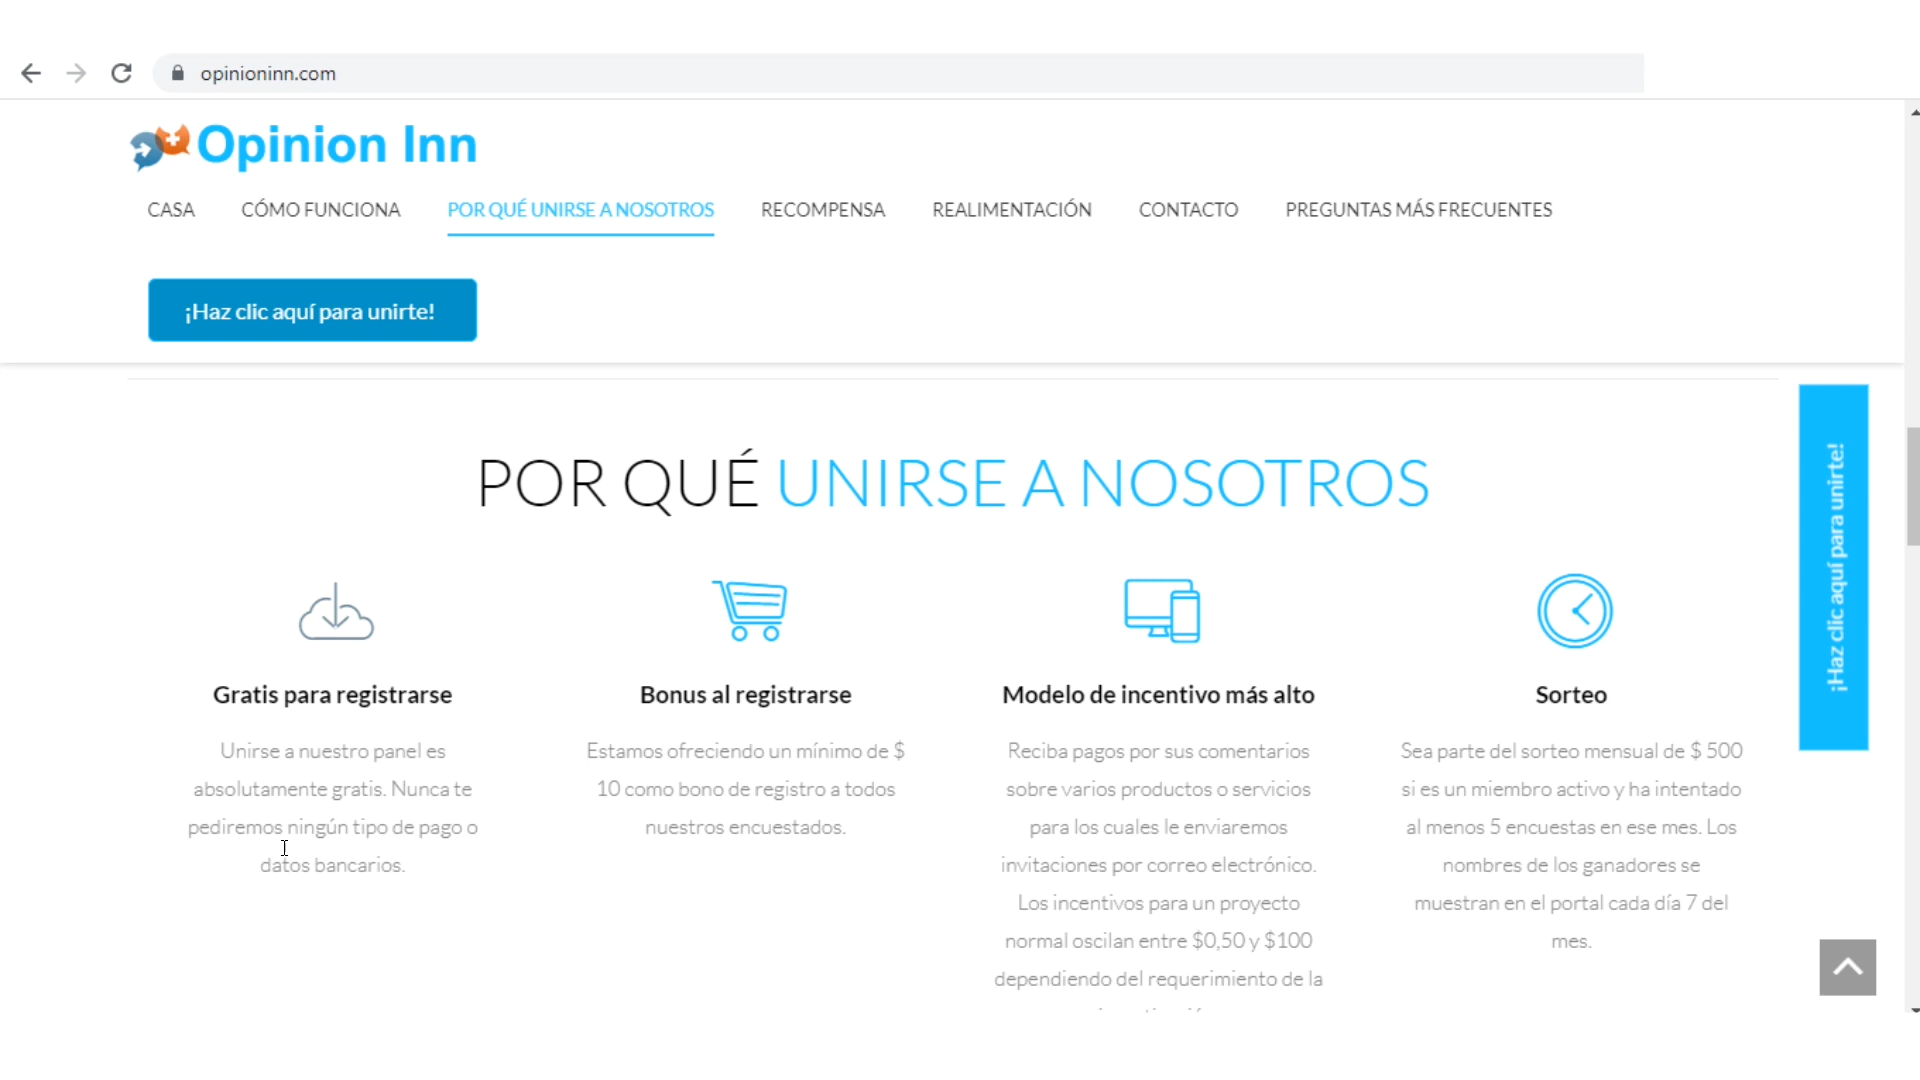 opinioninn.com
Opinion Inn
CASA CÓMO FUNCIONA POR QUÉ UNIRSE A NOSOTROS RECOMPENSA REALIMENTACIÓN CONTACTO PREGUNTAS MÁS FRECUENTES
¡Haz clic aquí para unirte!
POR QUÉ UNIRSE A NOSOTROS
Gratis para registrarse
Unirse a nuestro panel es
absolutamente gratis. Nunca te
pediremos ningún tipo de pago o
datos bancarios.
Bonus al registrarse
Estamos ofreciendo un mínimo de $
10 como bono de registro a todos
nuestros encuestados.
Modelo de incentivo más alto
Reciba pagos por sus comentarios
sobre varios productos o servicios
para los cuales le enviaremos
invitaciones por correo electrónico.
Los incentivos para un proyecto
normal oscilan entre $0,50 y $100
dependiendo del requerimiento de la
Sorteo
Sea parte del sorteo mensual de $ 500
si es un miembro activo y ha intentado
al menos 5 encuestas en ese mes. Los
nombres de los ganadores se
muestran en el portal cada día 7 del
mes.
¡Haz clic aquí para unirte!